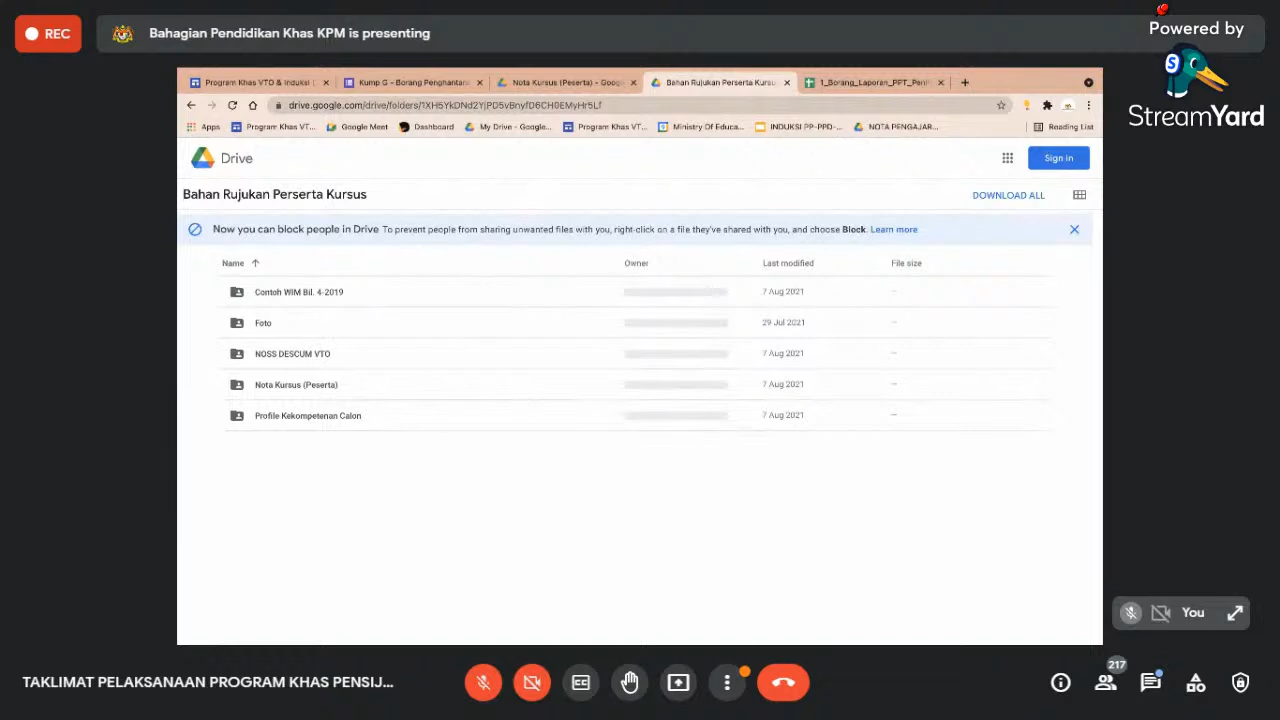 REC
Bahagian Pendidikan Khas KPM is presenting
Powered by
StreamYard
Program Khas VTO & Induksi
Kump G - Borang Penghantar
Nota Kursus (Peserta) - Goog
Bahan Rujukan Perserta Kursu
1_Borang_Laporan_PPT_Peni
drive.google.com/drive/folders/
Apps
Program Khas VT...
Google Meet
Dashboard
My Drive - Google...
Program Khas VT...
Ministry Of Educa...
INDUKSI PP-PPD-...
NOTA PENGAJAR...
Reading List
Drive
Sign in
Bahan Rujukan Perserta Kursus
DOWNLOAD ALL
Now you can block people in Drive To prevent people from sharing unwanted files with you, right-click on a file they've shared with you, and choose Block. Learn more
Name Owner Last modified File size
Contoh WIM Bil. 4-2019 7 Aug 2021 –
Foto 29 Jul 2021 –
NOSS DESCUM VTO 7 Aug 2021 –
Nota Kursus (Peserta) 7 Aug 2021 –
Profile Kekompetenan Calon 7 Aug 2021 –
You
TAKLIMAT PELAKSANAAN PROGRAM KHAS PENSIJ...
CC
217